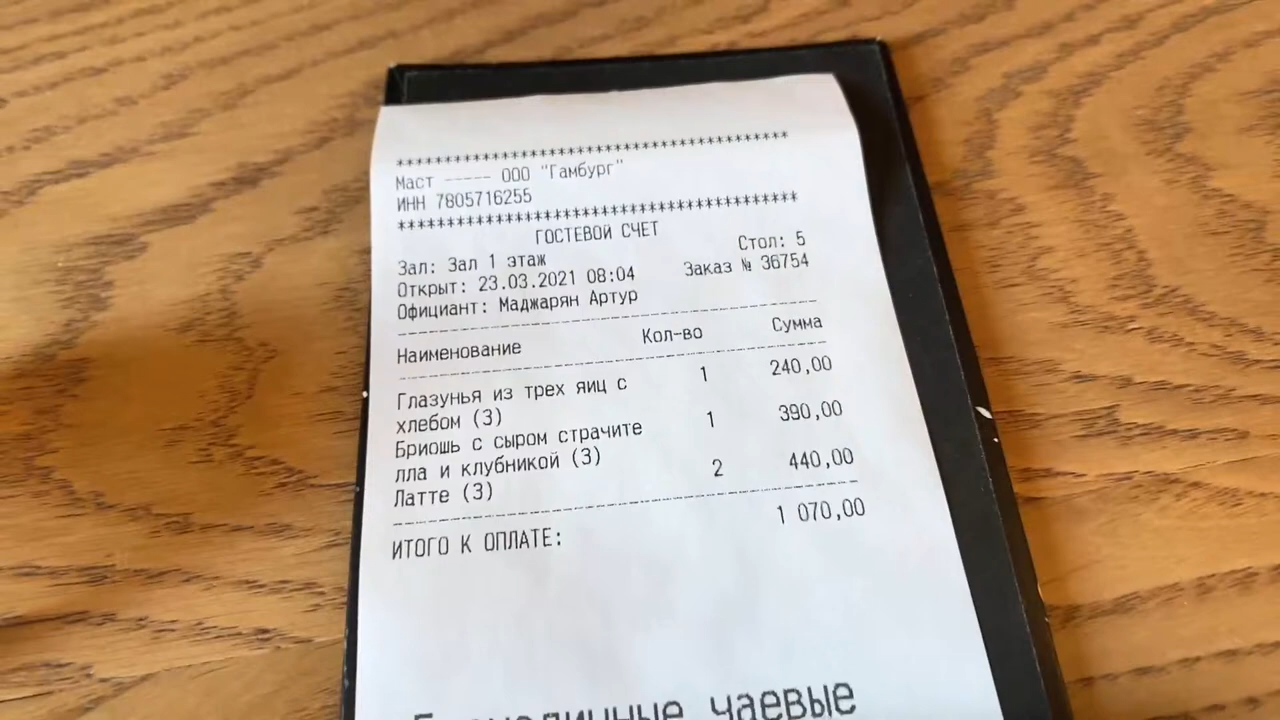 *****************************************
Маст ----- ООО "Гамбург"
ИНН 7805716255
*****************************************
ГОСТЕВОЙ СЧЕТ
Зал: Зал 1 этаж Стол: 5
Открыт: 23.03.2021 08:04 Заказ № 36754
Официант: Маджарян Артур
Наименование Кол-во Сумма
Глазунья из трех яиц с 1 240,00
хлебом (3)
Бриошь с сыром страчите 1 390,00
лла и клубникой (3)
Латте (3) 2 440,00
ИТОГО К ОПЛАТЕ: 1 070,00
чаевые